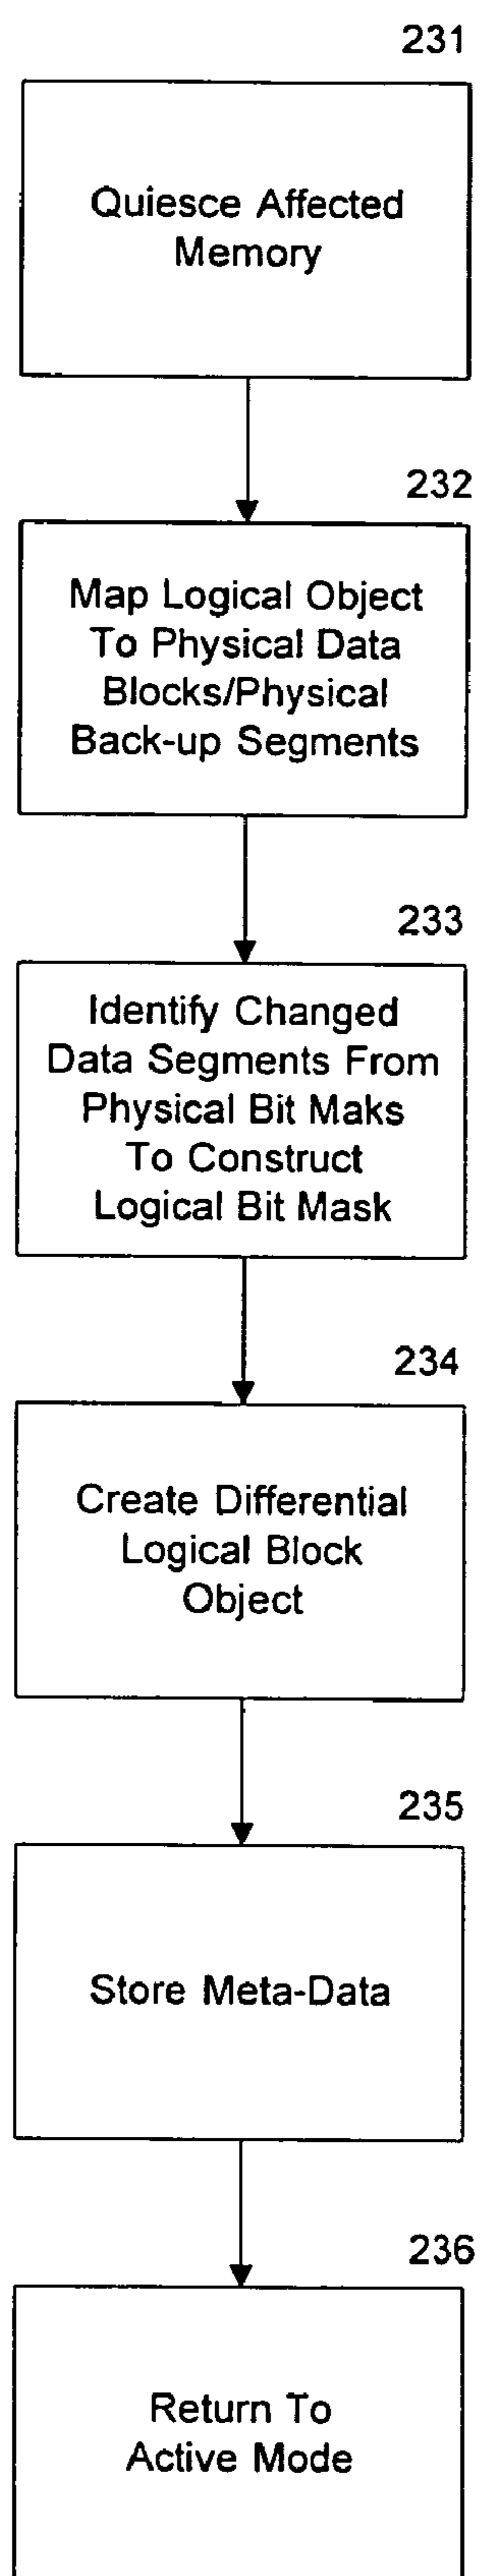 231
Quiesce Affected
Memory
232
Map Logical Object
To Physical Data
Blocks/Physical
Back-up Segments
233
Identify Changed
Data Segments From
Physical Bit Maks
To Construct
Logical Bit Mask
234
Create Differential
Logical Block
Object
235
Store Meta-Data
236
Return To
Active Mode